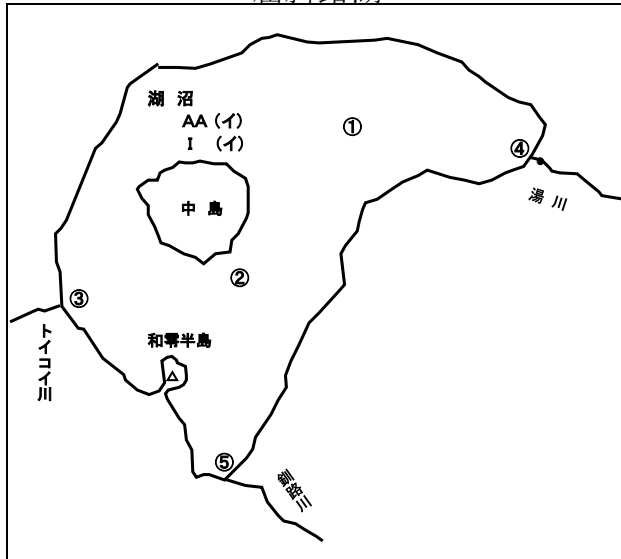 湖沼
AA（イ）
I （イ）
①
④
湯川
中島
②
③
トイコイ川
和零半島
⑤
釧路川